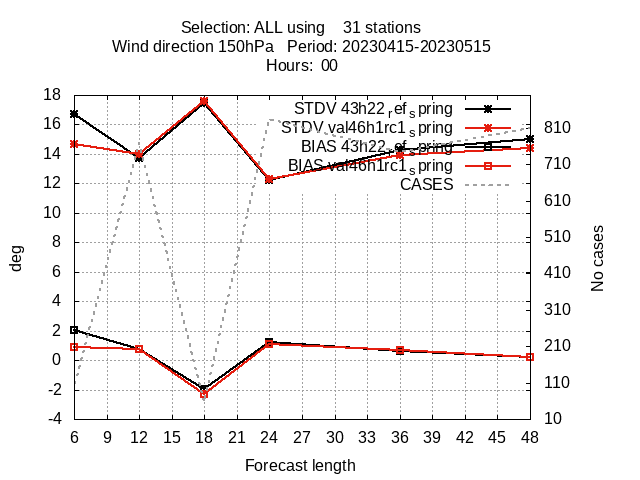 Selection: ALL using 31 stations
Wind direction 150hPa Period: 20230415-20230515
Hours: 00
18
16
14
12
10
8
6
4
2
0
-2
-4
deg
STDV 43h22_ref_spring
STDV val46h1rc1_spring
BIAS 43h22_ref_spring
BIAS val46h1rc1_spring
CASES
810
710
610
510
410
310
210
110
10
No cases
6 9 12 15 18 21 24 27 30 33 36 39 42 45 48
Forecast length